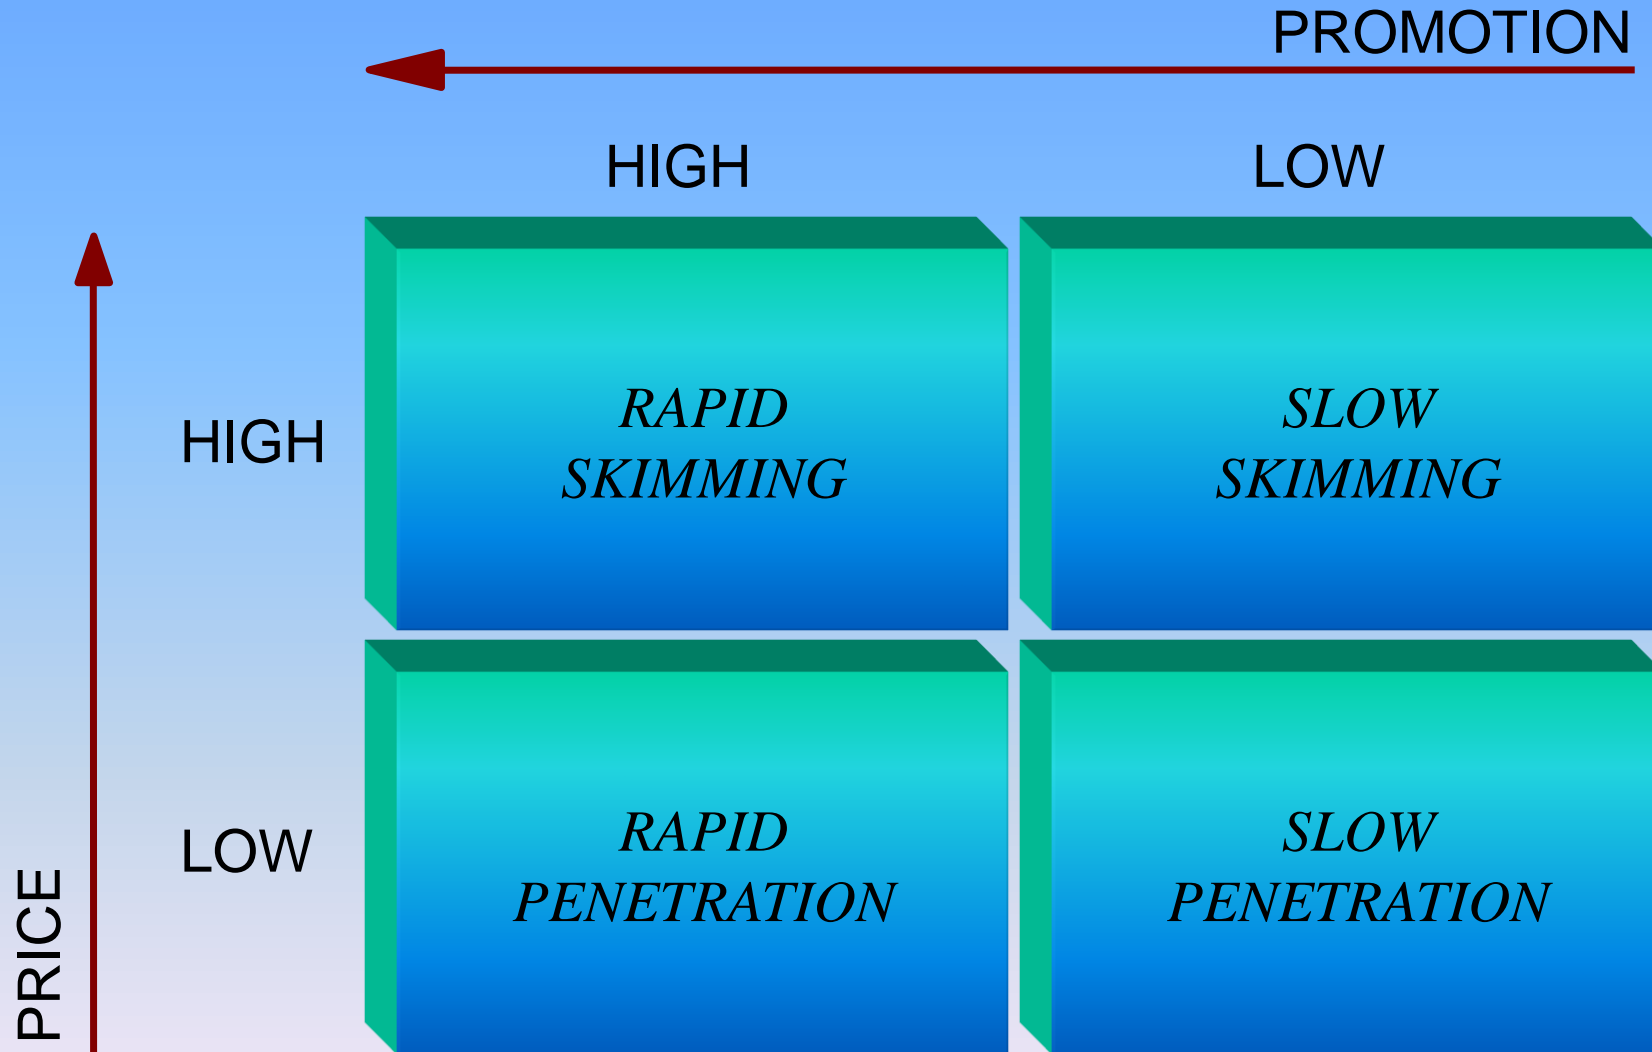 PROMOTION
HIGH
LOW
HIGH
RAPID
SKIMMING
SLOW
SKIMMING
LOW
RAPID
PENETRATION
SLOW
PENETRATION
PRICE